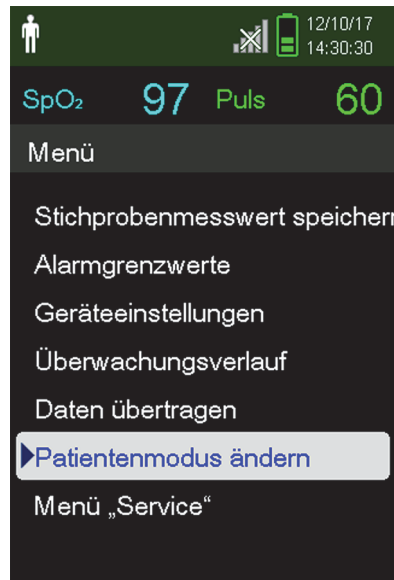 12/10/17
14:30:30
SpO₂ 97 Puls 60
Menü
Stichprobenmesswert speichern
Alarmgrenzwerte
Geräteeinstellungen
Überwachungsverlauf
Daten übertragen
Patientenmodus ändern
Menü „Service“